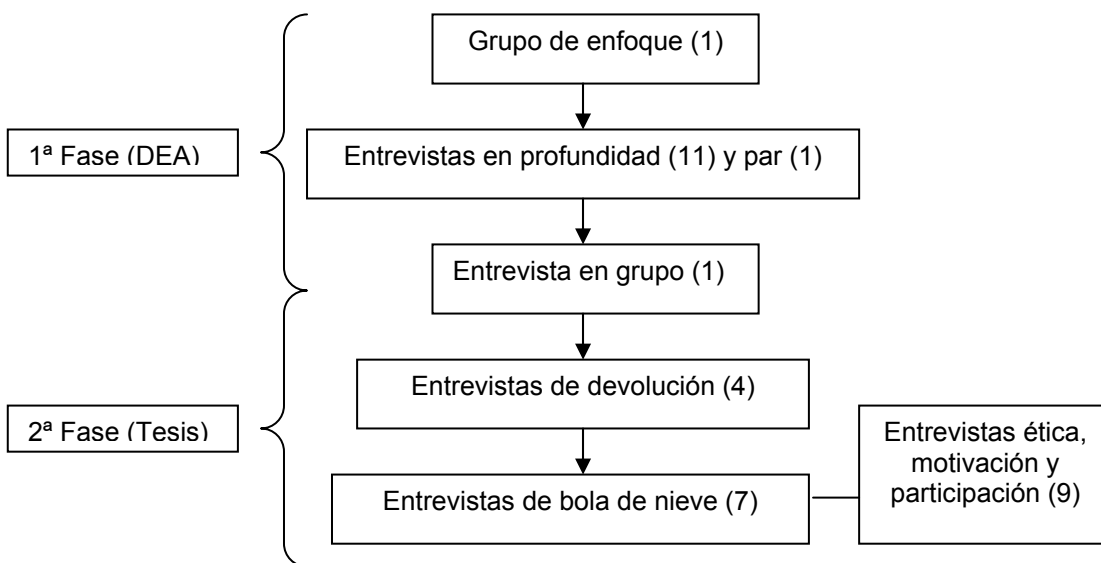 Grupo de enfoque (1)
1ª Fase (DEA)
Entrevistas en profundidad (11) y par (1)
Entrevista en grupo (1)
Entrevistas de devolución (4)
2ª Fase (Tesis)
Entrevistas de bola de nieve (7)
Entrevistas ética,
motivación y
participación (9)